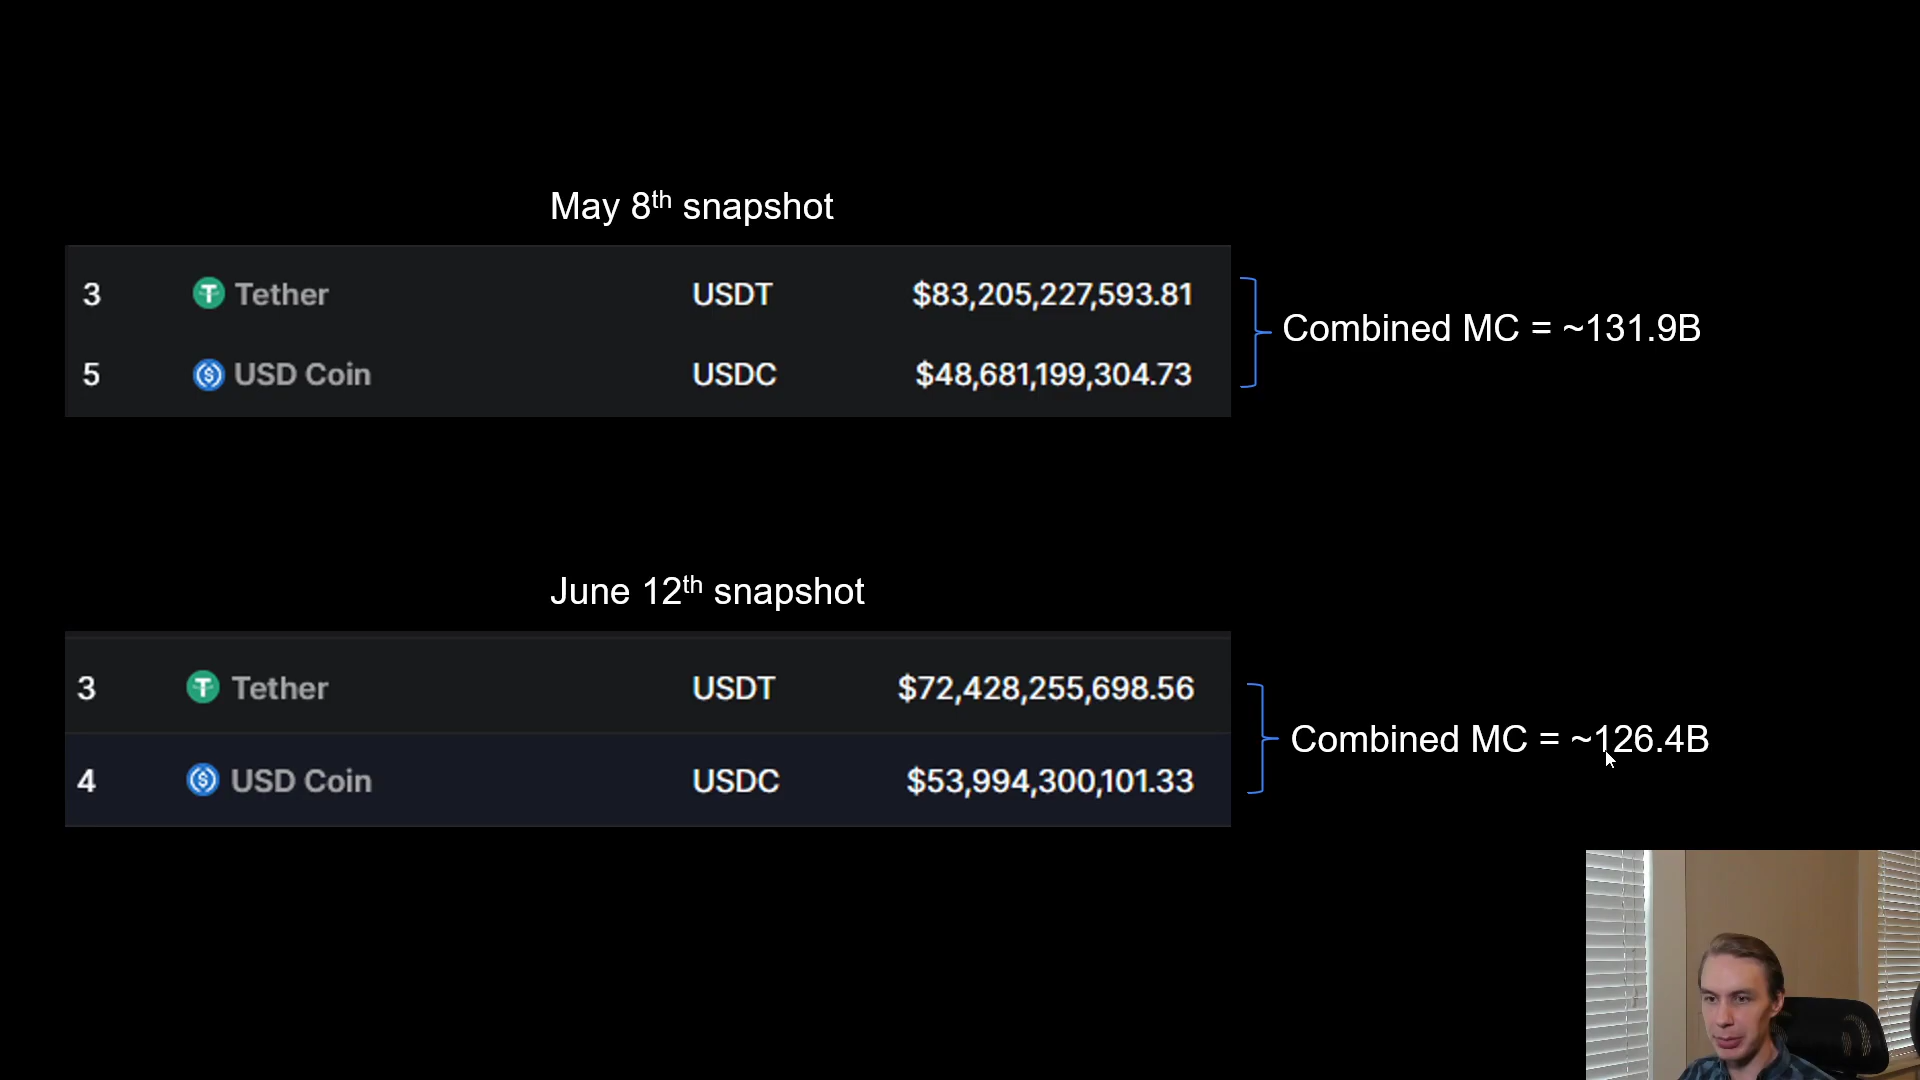 May 8th snapshot
3 Tether USDT $83,205,227,593.81
5 USD Coin USDC $48,681,199,304.73
Combined MC = ~131.9B
June 12th snapshot
3 Tether USDT $72,428,255,698.56
4 USD Coin USDC $53,994,300,101.33
Combined MC = ~126.4B